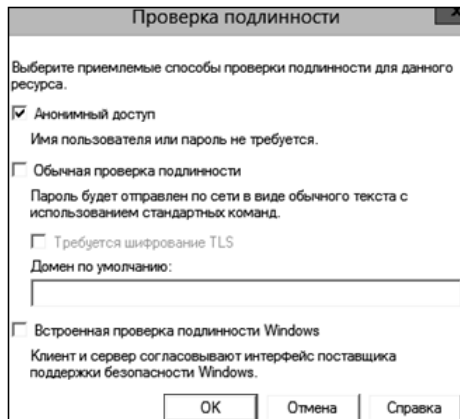 Проверка подлинности
Выберите приемлемые способы проверки подлинности для данного
ресурса.
Анонимный доступ
Имя пользователя или пароль не требуется.
Обычная проверка подлинности
Пароль будет отправлен по сети в виде обычного текста с
использованием стандартных команд.
Требуется шифрование TLS
Домен по умолчанию:
Встроенная проверка подлинности Windows
Клиент и сервер согласовывают интерфейс поставщика
поддержки безопасности Windows.
OK Отмена Справка